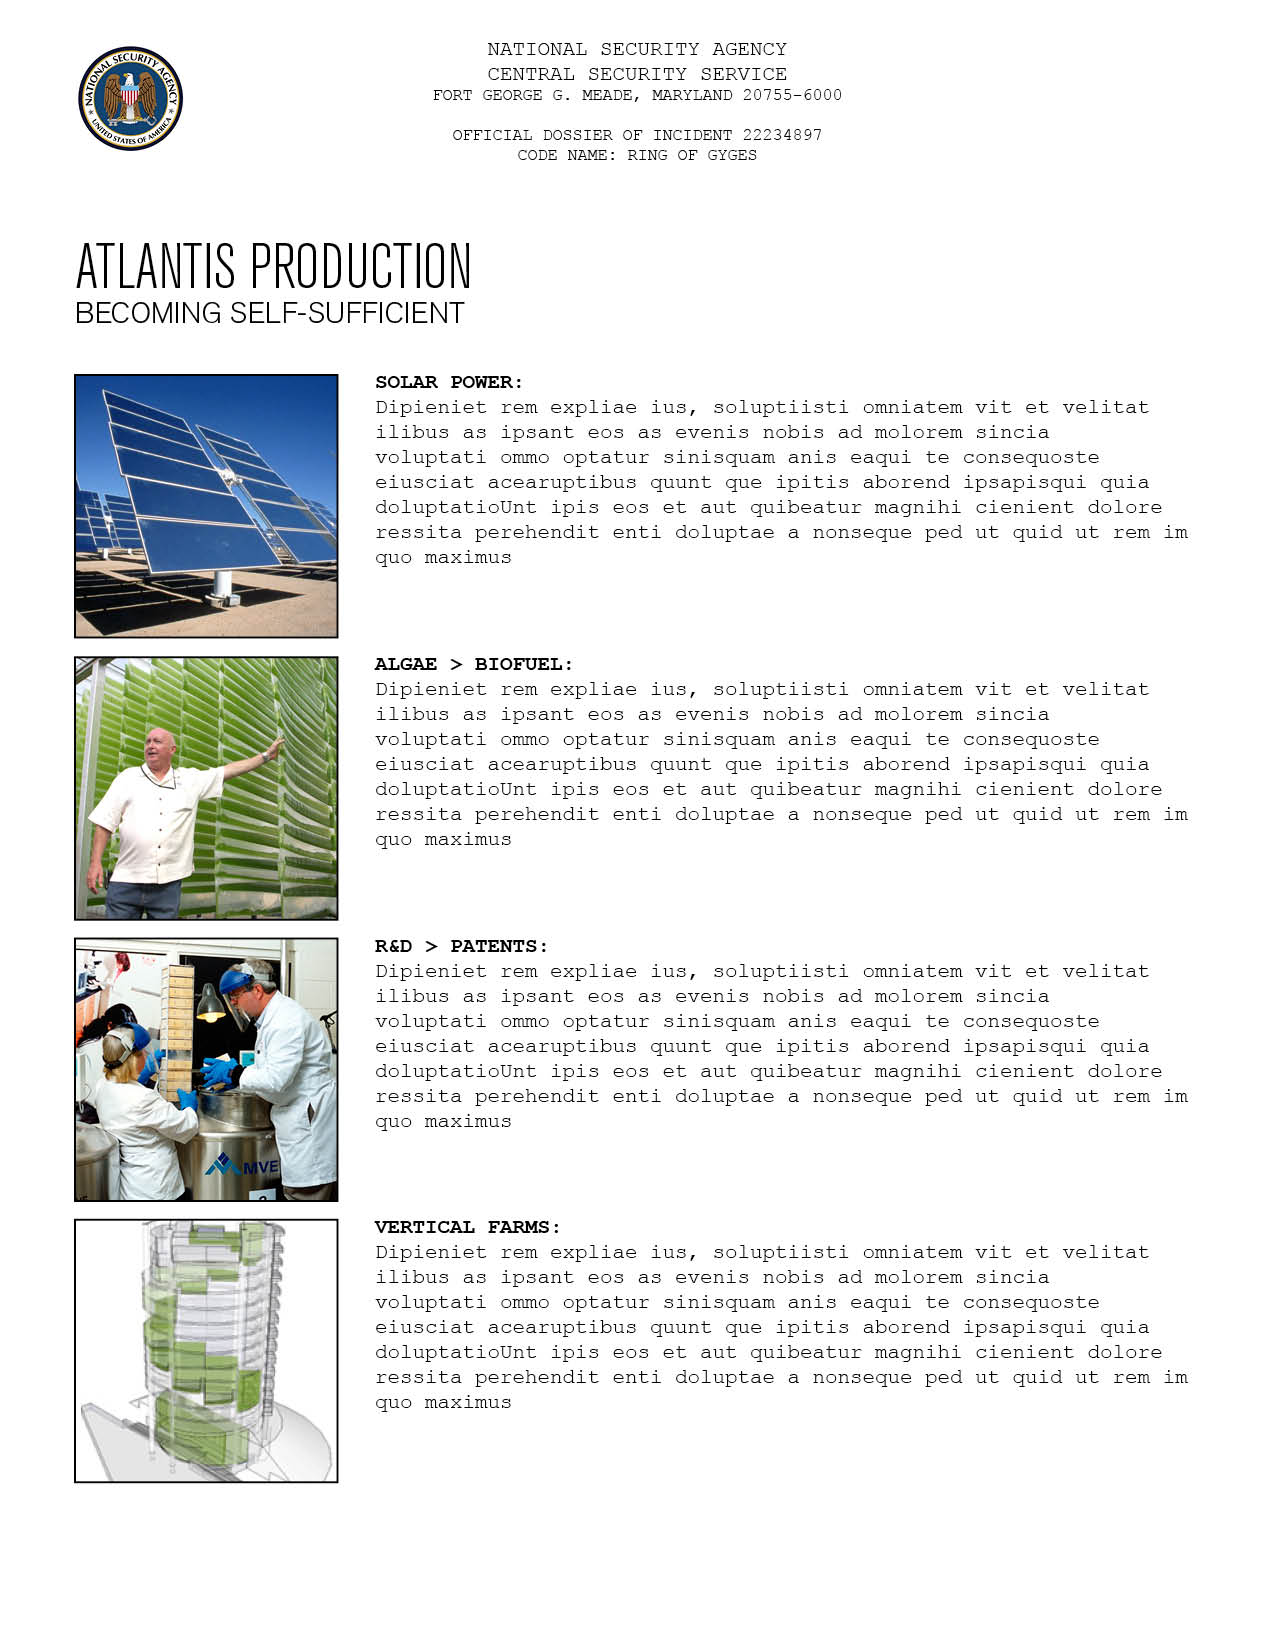 NATIONAL SECURITY AGENCY
CENTRAL SECURITY SERVICE
FORT GEORGE G. MEADE, MARYLAND 20755-6000
OFFICIAL DOSSIER OF INCIDENT 22234897
CODE NAME: RING OF GYGES
NATIONAL SECURITY AGENCY
UNITED STATES OF AMERICA
ATLANTIS PRODUCTION
BECOMING SELF-SUFFICIENT
SOLAR POWER:
Dipieniet rem expliae ius, soluptiisti omniatem vit et velitat
ilibus as ipsant eos as evenis nobis ad molorem sincia
voluptati ommo optatur sinisquam anis eaqui te consequoste
eiusciat acearuptibus quunt que ipitis aborend ipsapisqui quia
doluptatioUnt ipis eos et aut quibeatur magnihi cienient dolore
ressita perehendit enti doluptae a nonseque ped ut quid ut rem im
quo maximus
ALGAE > BIOFUEL:
Dipieniet rem expliae ius, soluptiisti omniatem vit et velitat
ilibus as ipsant eos as evenis nobis ad molorem sincia
voluptati ommo optatur sinisquam anis eaqui te consequoste
eiusciat acearuptibus quunt que ipitis aborend ipsapisqui quia
doluptatioUnt ipis eos et aut quibeatur magnihi cienient dolore
ressita perehendit enti doluptae a nonseque ped ut quid ut rem im
quo maximus
R&D > PATENTS:
Dipieniet rem expliae ius, soluptiisti omniatem vit et velitat
ilibus as ipsant eos as evenis nobis ad molorem sincia
voluptati ommo optatur sinisquam anis eaqui te consequoste
eiusciat acearuptibus quunt que ipitis aborend ipsapisqui quia
doluptatioUnt ipis eos et aut quibeatur magnihi cienient dolore
ressita perehendit enti doluptae a nonseque ped ut quid ut rem im
quo maximus
MVE
VERTICAL FARMS:
Dipieniet rem expliae ius, soluptiisti omniatem vit et velitat
ilibus as ipsant eos as evenis nobis ad molorem sincia
voluptati ommo optatur sinisquam anis eaqui te consequoste
eiusciat acearuptibus quunt que ipitis aborend ipsapisqui quia
doluptatioUnt ipis eos et aut quibeatur magnihi cienient dolore
ressita perehendit enti doluptae a nonseque ped ut quid ut rem im
quo maximus